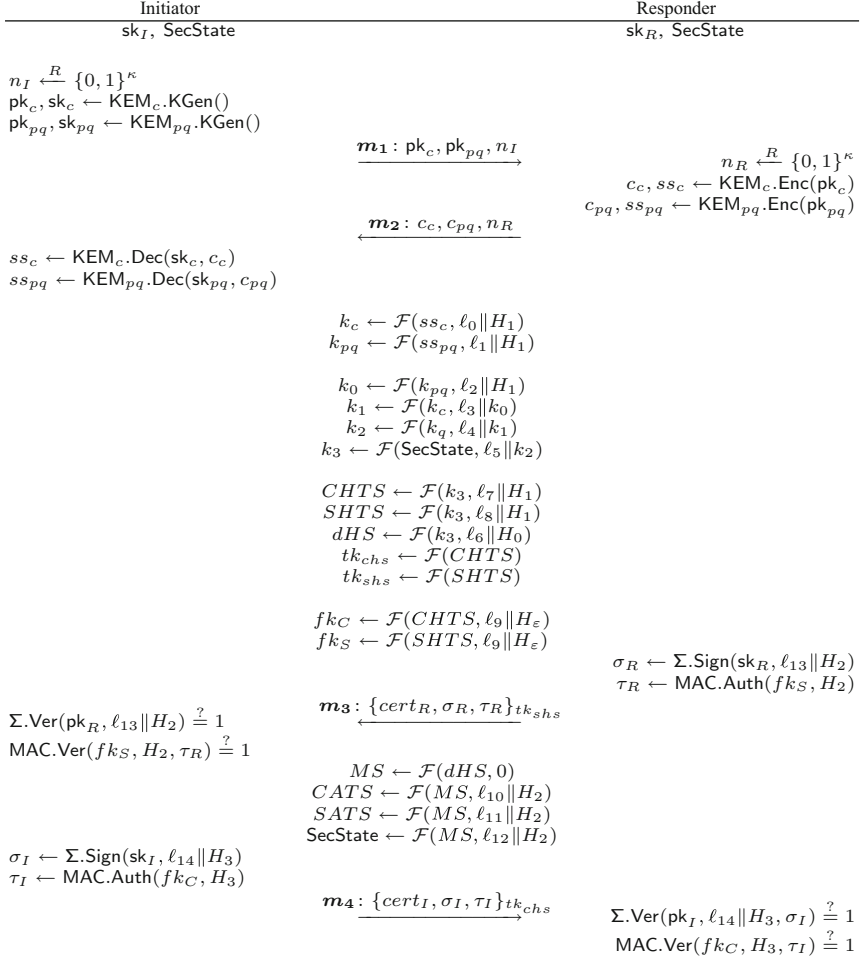 Initiator Responder
sk_I, SecState sk_R, SecState
n_I ←R {0, 1}^κ
pk_c, sk_c ← KEM_c.KGen()
pk_pq, sk_pq ← KEM_pq.KGen()
m_1: pk_c, pk_pq, n_I
n_R ←R {0, 1}^κ
c_c, ss_c ← KEM_c.Enc(pk_c)
c_pq, ss_pq ← KEM_pq.Enc(pk_pq)
m_2: c_c, c_pq, n_R
ss_c ← KEM_c.Dec(sk_c, c_c)
ss_pq ← KEM_pq.Dec(sk_pq, c_pq)
k_c ← F(ss_c, ℓ_0‖H_1)
k_pq ← F(ss_pq, ℓ_1‖H_1)
k_0 ← F(k_pq, ℓ_2‖H_1)
k_1 ← F(k_c, ℓ_3‖k_0)
k_2 ← F(k_q, ℓ_4‖k_1)
k_3 ← F(SecState, ℓ_5‖k_2)
CHTS ← F(k_3, ℓ_7‖H_1)
SHTS ← F(k_3, ℓ_8‖H_1)
dHS ← F(k_3, ℓ_6‖H_0)
tk_chs ← F(CHTS)
tk_shs ← F(SHTS)
fk_C ← F(CHTS, ℓ_9‖H_ε)
fk_S ← F(SHTS, ℓ_9‖H_ε)
σ_R ← Σ.Sign(sk_R, ℓ_13‖H_2)
τ_R ← MAC.Auth(fk_S, H_2)
m_3: {cert_R, σ_R, τ_R}_tk_shs
Σ.Ver(pk_R, ℓ_13‖H_2) ?= 1
MAC.Ver(fk_S, H_2, τ_R) ?= 1
MS ← F(dHS, 0)
CATS ← F(MS, ℓ_10‖H_2)
SATS ← F(MS, ℓ_11‖H_2)
SecState ← F(MS, ℓ_12‖H_2)
σ_I ← Σ.Sign(sk_I, ℓ_14‖H_3)
τ_I ← MAC.Auth(fk_C, H_3)
m_4: {cert_I, σ_I, τ_I}_tk_chs
Σ.Ver(pk_I, ℓ_14‖H_3, σ_I) ?= 1
MAC.Ver(fk_C, H_3, τ_I) ?= 1